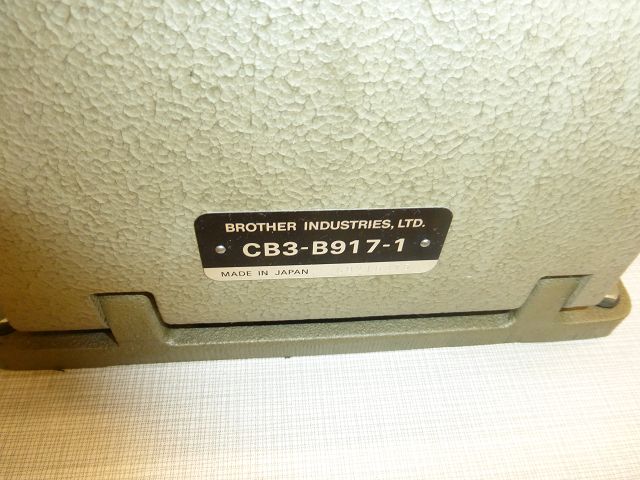 BROTHER INDUSTRIES, LTD.
CB3-B917-1
MADE IN JAPAN